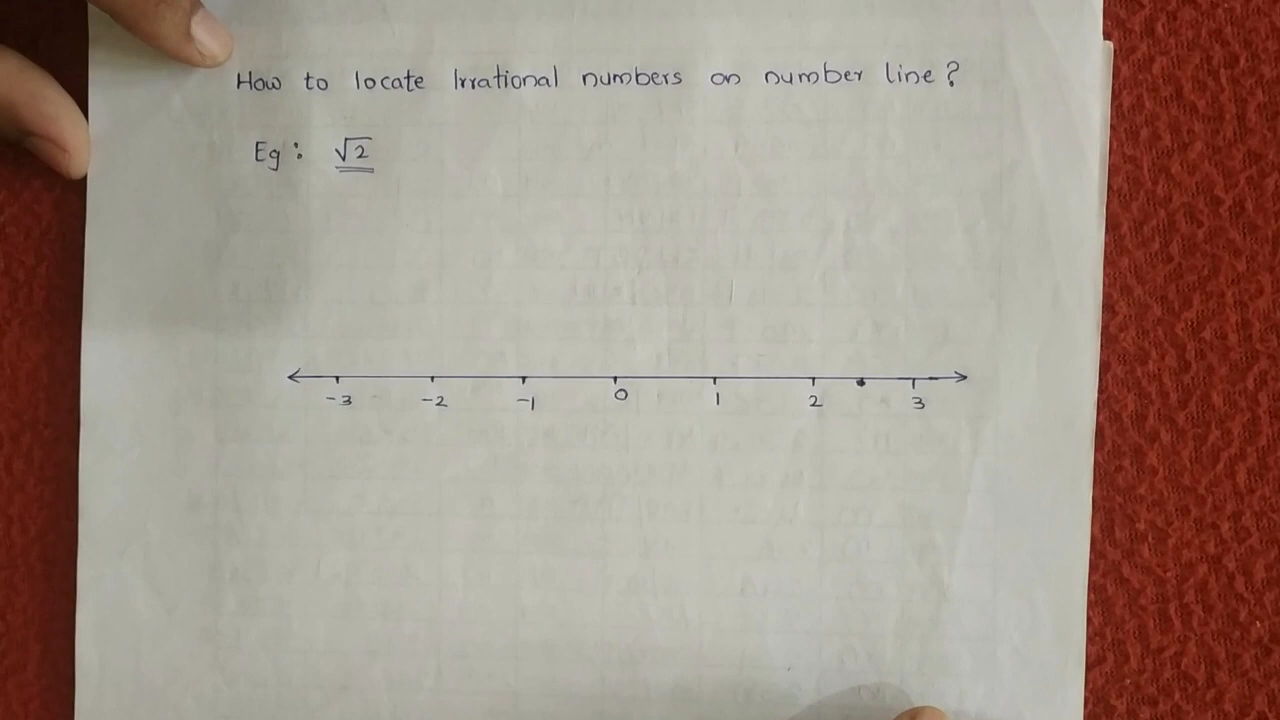 How to locate Irrational numbers on number line?
Eg: √2
-3 -2 -1 0 1 2 3